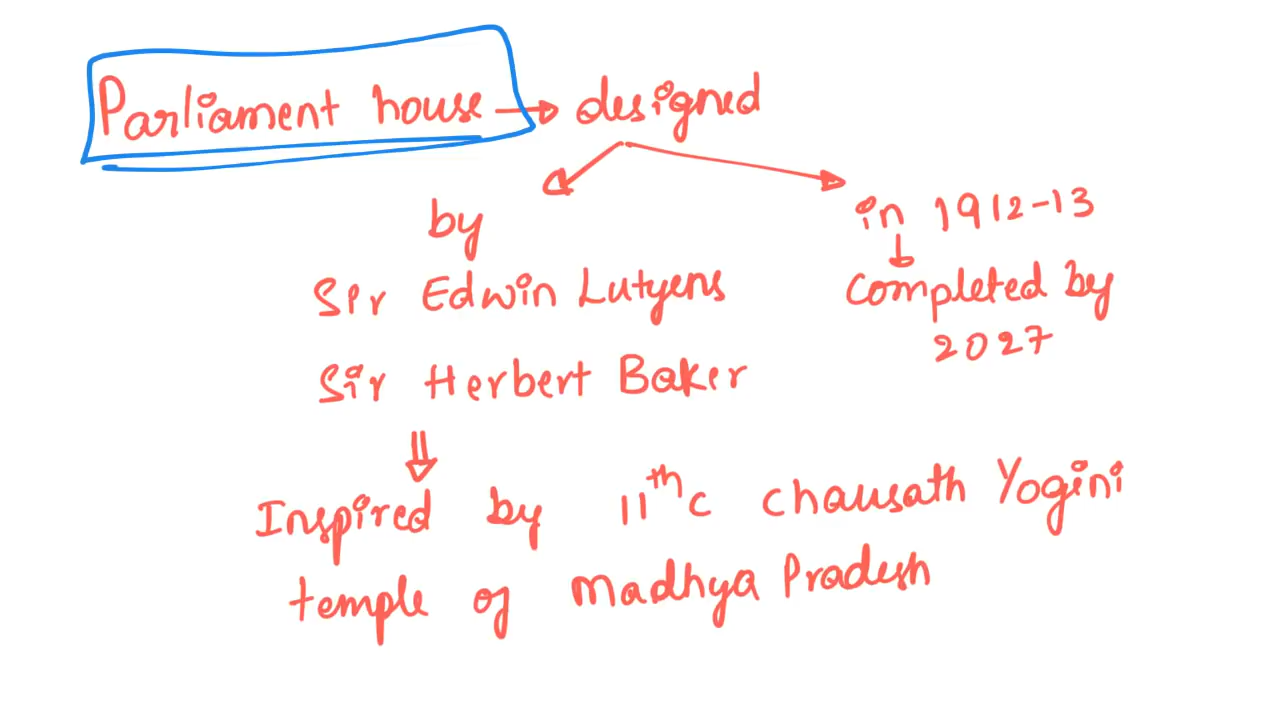 Parliament house → designed
by
in 1912-13
Sir Edwin Lutyens
completed by
2027
Sir Herbert Baker
Inspired by 11th c chausath Yogini
temple of Madhya Pradesh